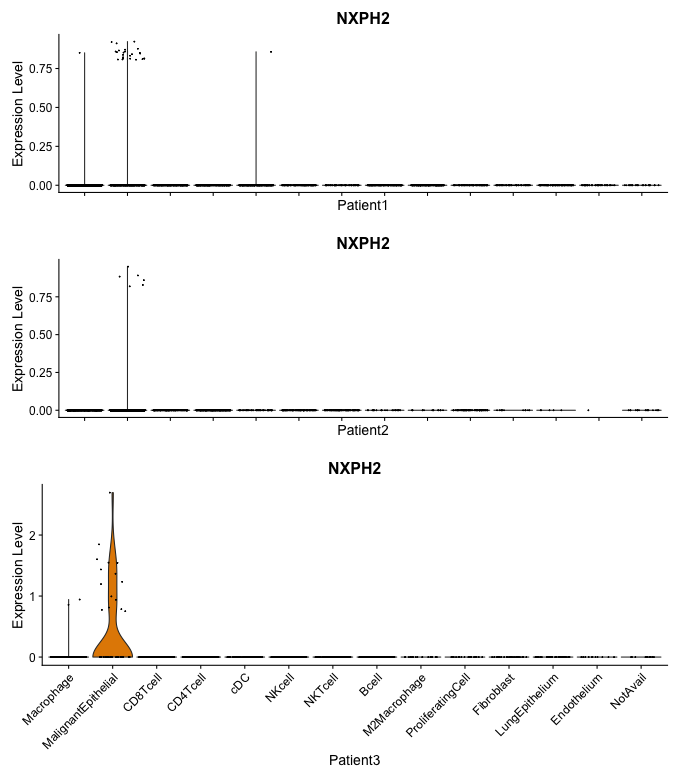 NXPH2
Expression Level
0.75
0.50
0.25
0.00
Patient1
NXPH2
Expression Level
0.75
0.50
0.25
0.00
Patient2
NXPH2
Expression Level
2
1
0
Macrophage
MalignantEpithelial
CD8Tcell
CD4Tcell
cDC
NKcell
NKTcell
Bcell
M2Macrophage
ProliferatingCell
Fibroblast
LungEpithelium
Endothelium
NotAvail
Patient3